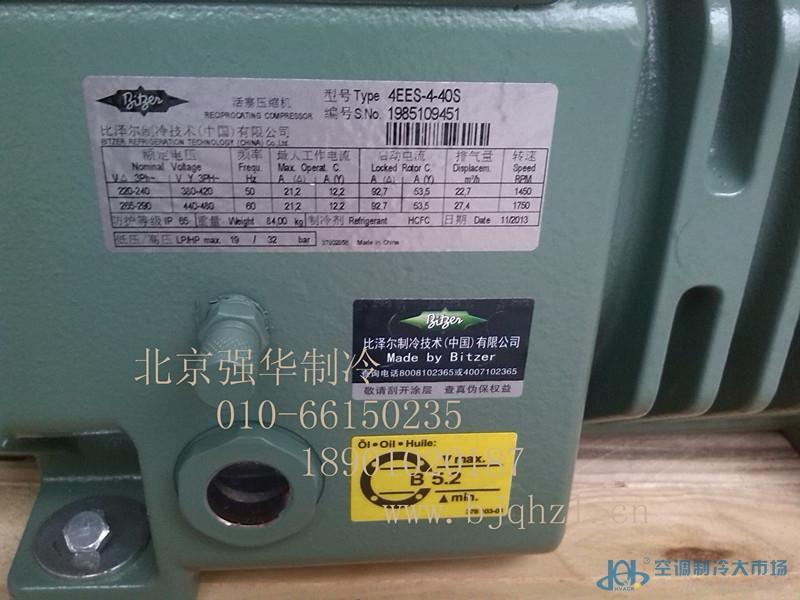 Bitzer 活塞压缩机 型号 Type 4EES-4-40S
RECIPROCATING COMPRESSOR 编号 S.No. 1985109451
比泽尔制冷技术(中国)有限公司
BITZER REFRIGERATION TECHNOLOGY (CHINA) Co., Ltd.
额定电压 频率 最大工作电流 启动电流 排气量 转速
Nominal Voltage Frequ. Max. Operat. C. Locked Rotor C. Displacem. Speed
V△ 3Ph~ V Y 3PH~ Hz A (△) A (Y) A (△) A (Y) m³/h RPM
220-240 380-420 50 21,2 12,2 92,7 53,5 22,7 1450
265-290 440-480 60 21,2 12,2 92,7 53,5 27,4 1750
防护等级 IP 65 重量 Weight 84,00 kg 制冷剂 Refrigerant HCFC 日期 Date 11/2013
低压/高压 LP/HP max. 19 / 32 bar Made in China
Bitzer
比泽尔制冷技术(中国)有限公司
Made by Bitzer
查询电话8008102365或4007102365
敬请刮开涂层 查真伪保权益
北京强华制冷
010-66150235
Öl • Oil • Huile:
max.
B 5.2
▲min.
www.bjqhzl.cn
空调制冷大市场
HVACR